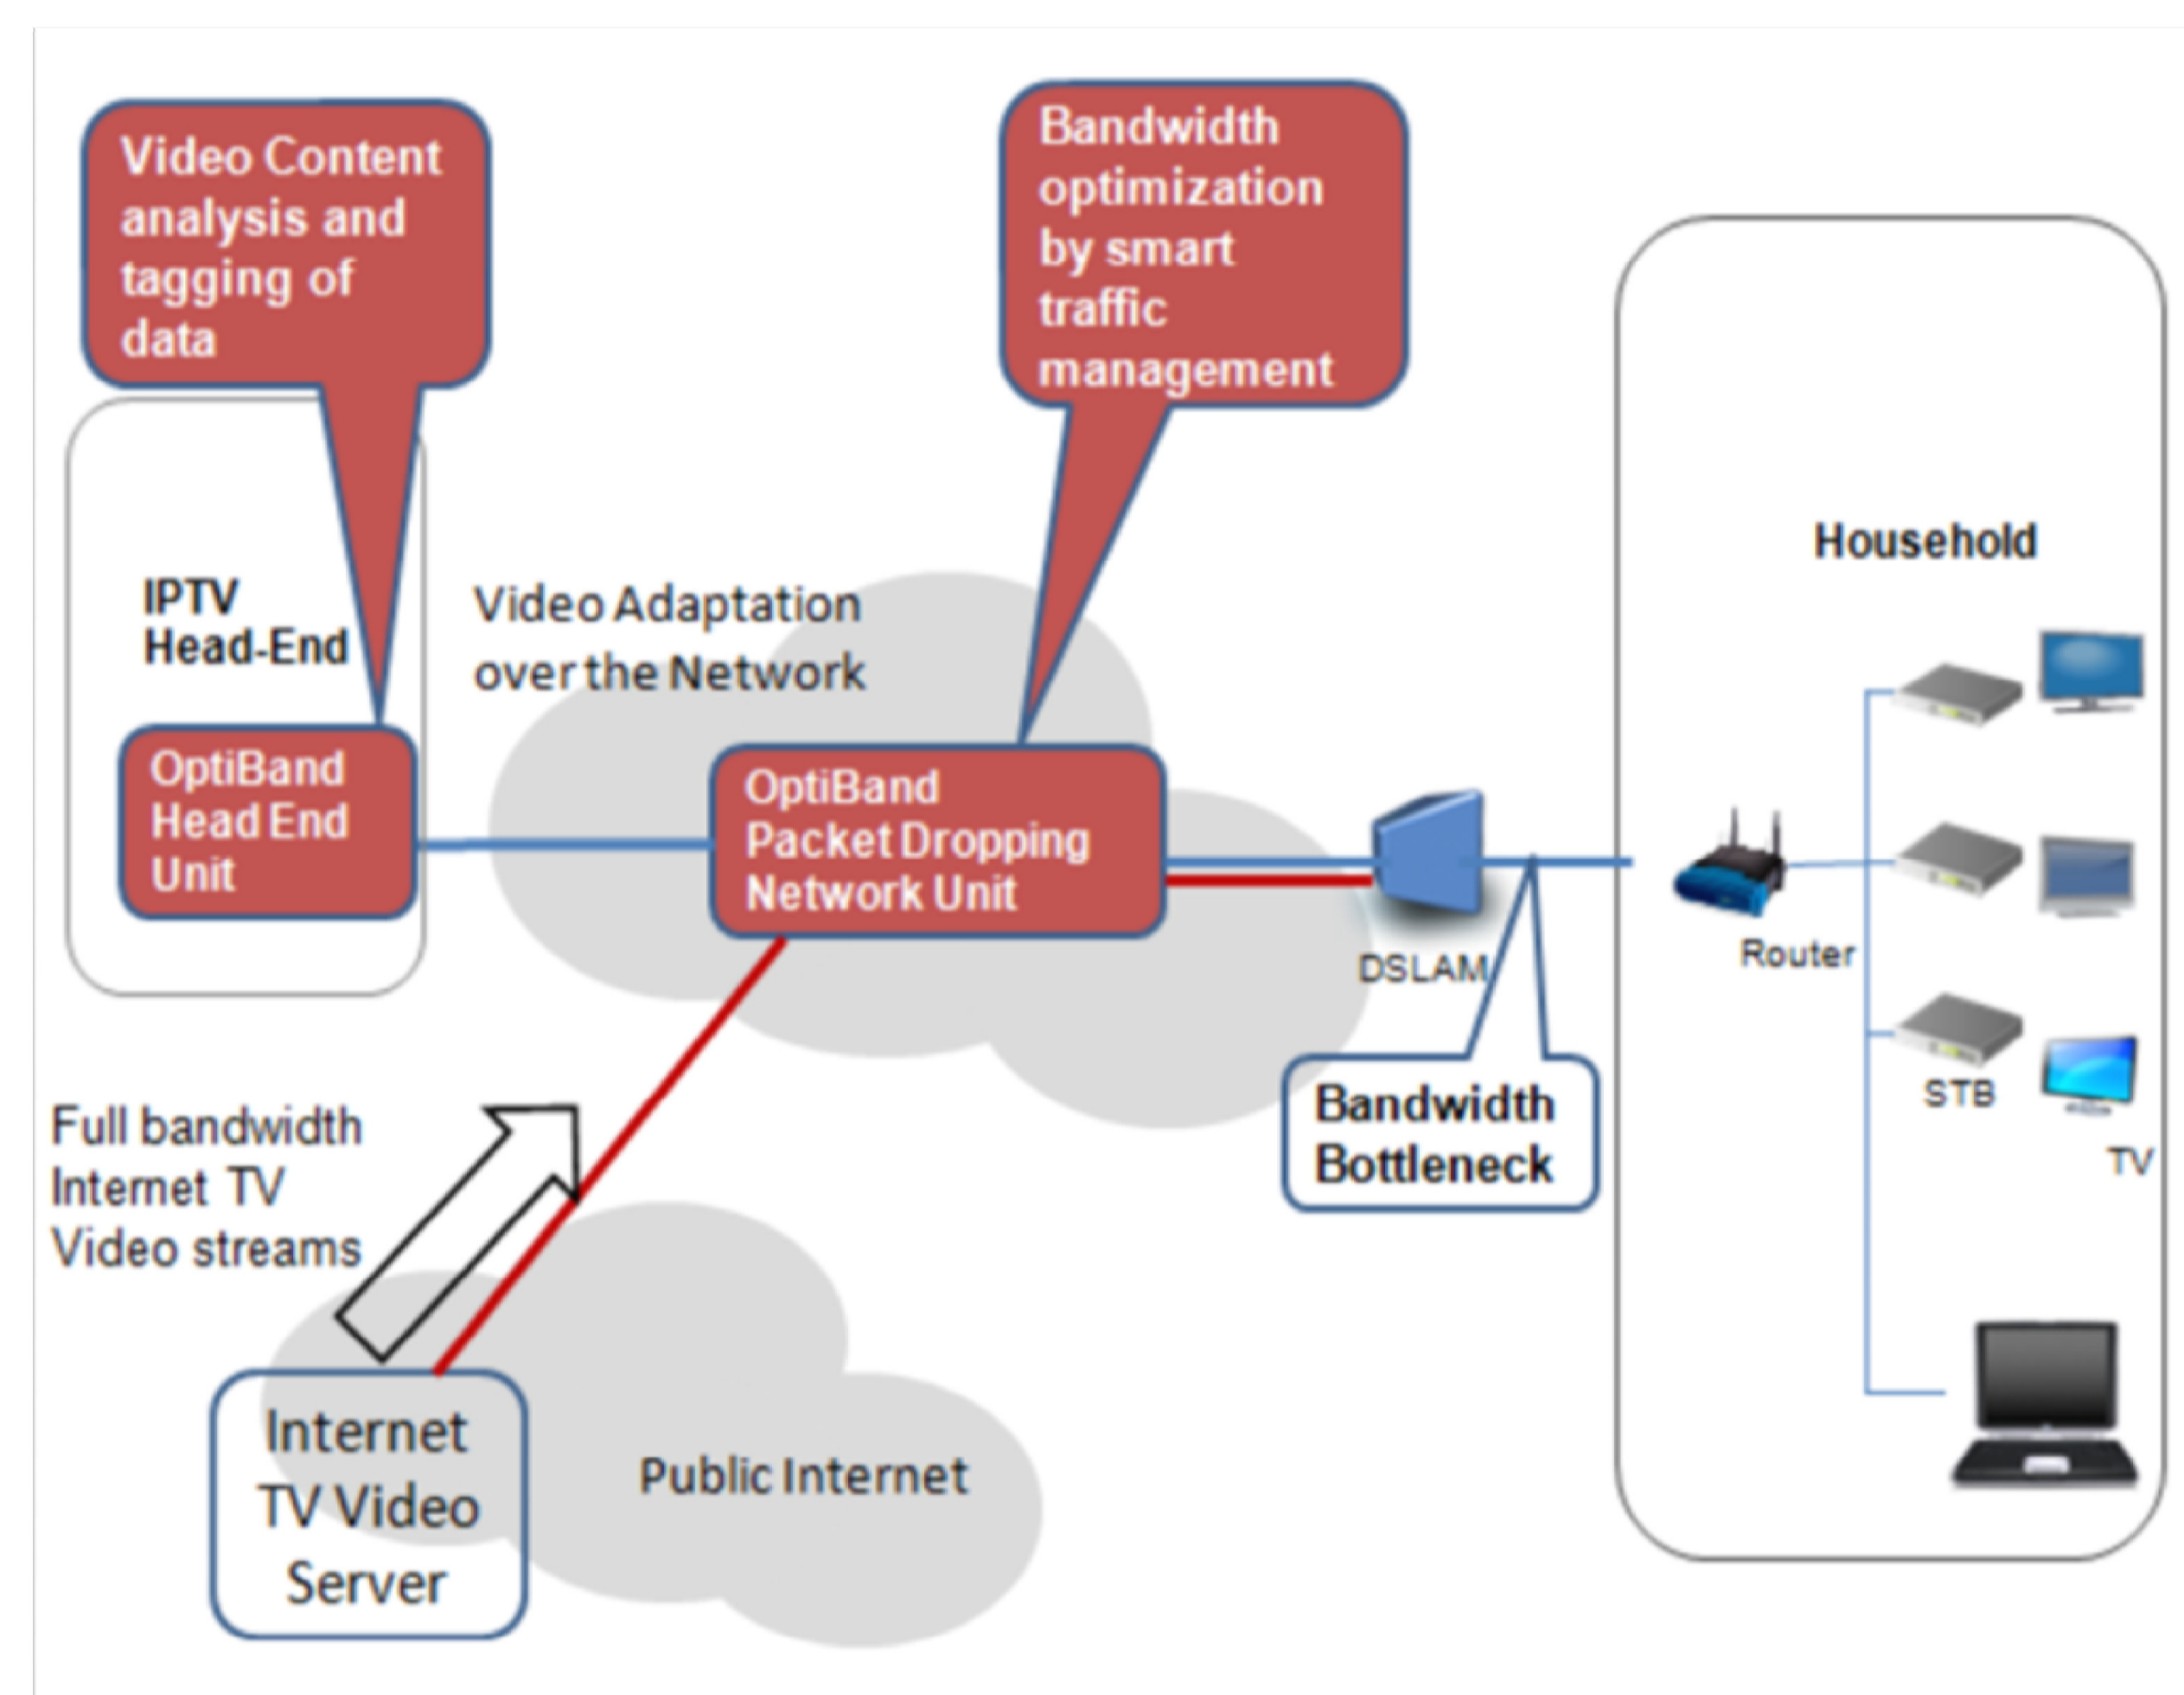 Video Content
analysis and
tagging of
data
Bandwidth
optimization
by smart
traffic
management
IPTV
Head-End
Video Adaptation
over the Network
Household
OptiBand
Head End
Unit
OptiBand
Packet Dropping
Network Unit
DSLAM
Router
STB
TV
Bandwidth
Bottleneck
Full bandwidth
Internet TV
Video streams
Internet
TV Video
Server
Public Internet